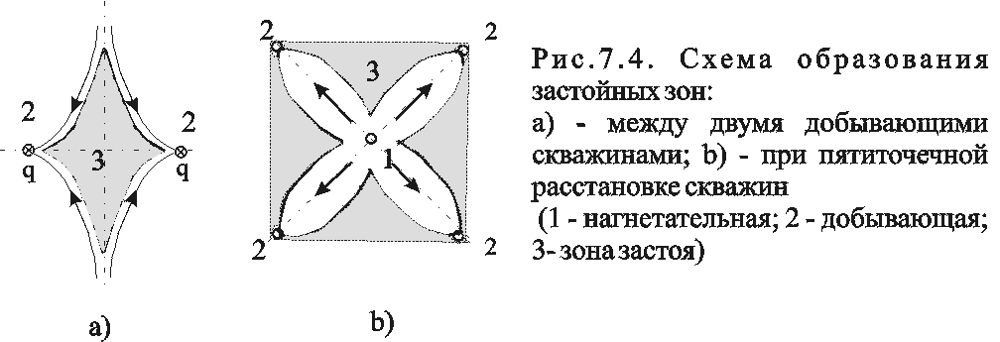 2
2
3
q
q
а)
2
2
3
1
2
2
b)
Рис.7.4. Схема образования
застойных зон:
а) - между двумя добывающими
скважинами; b) - при пятиточечной
расстановке скважин
(1 - нагнетательная; 2 - добывающая;
3- зона застоя)